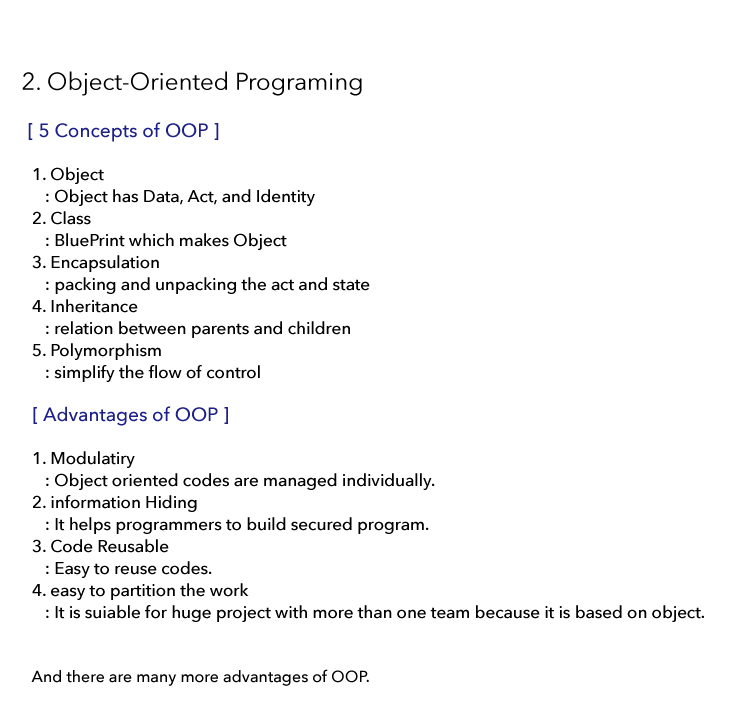 2. Object-Oriented Programing
[ 5 Concepts of OOP ]
1. Object
: Object has Data, Act, and Identity
2. Class
: BluePrint which makes Object
3. Encapsulation
: packing and unpacking the act and state
4. Inheritance
: relation between parents and children
5. Polymorphism
: simplify the flow of control
[ Advantages of OOP ]
1. Modulatiry
: Object oriented codes are managed individually.
2. information Hiding
: It helps programmers to build secured program.
3. Code Reusable
: Easy to reuse codes.
4. easy to partition the work
: It is suiable for huge project with more than one team because it is based on object.
And there are many more advantages of OOP.